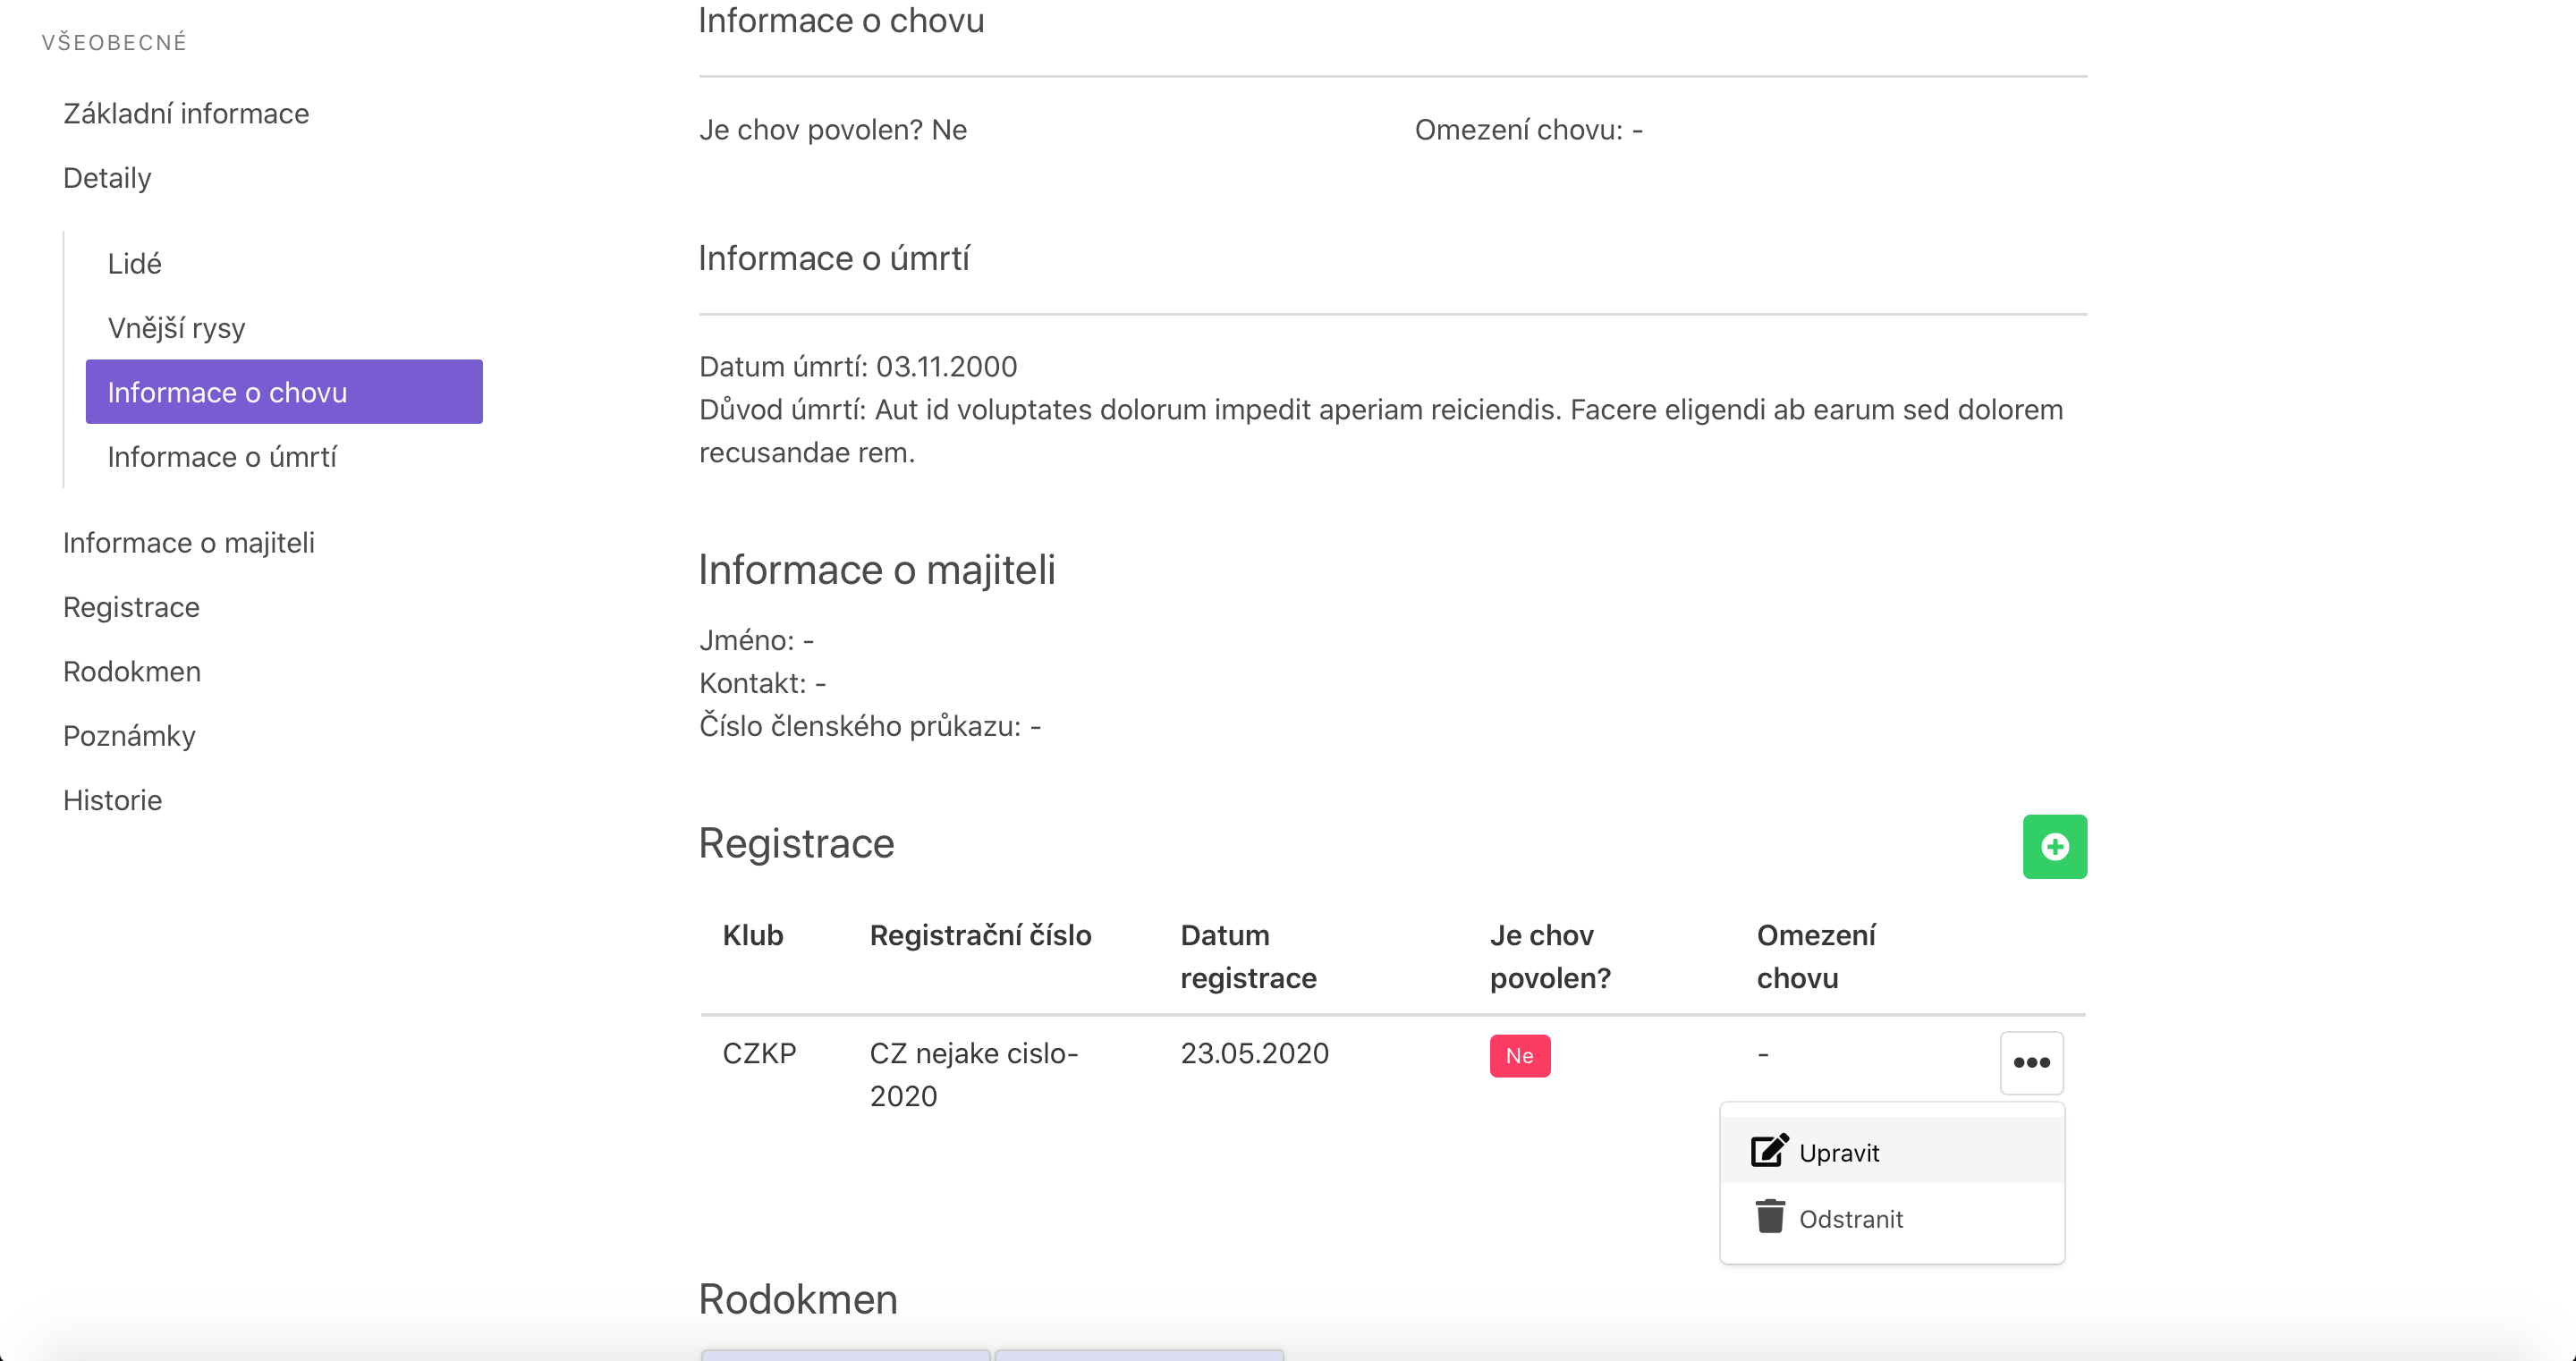 VŠEOBECNÉ
Základní informace
Detaily
Lidé
Vnější rysy
Informace o chovu
Informace o úmrtí
Informace o majiteli
Registrace
Rodokmen
Poznámky
Historie
Informace o chovu
Je chov povolen? Ne
Omezení chovu: -
Informace o úmrtí
Datum úmrtí: 03.11.2000
Důvod úmrtí: Aut id voluptates dolorum impedit aperiam reiciendis. Facere eligendi ab earum sed dolorem
recusandae rem.
Informace o majiteli
Jméno: -
Kontakt: -
Číslo členského průkazu: -
Registrace
Klub
Registrační číslo
Datum
registrace
Je chov
povolen?
Omezení
chovu
CZKP
CZ nejake cislo-
2020
23.05.2020
Ne
-
Upravit
Odstranit
Rodokmen